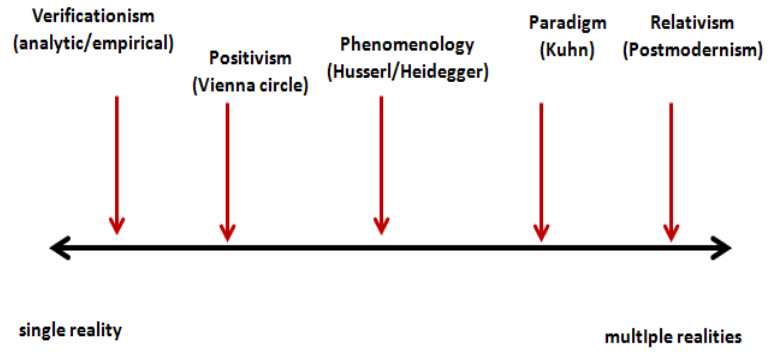 Verificationism
(analytic/empirical)
Positivism
(Vienna circle)
Phenomenology
(Husserl/Heidegger)
Paradigm
(Kuhn)
Relativism
(Postmodernism)
single reality
multIple realities